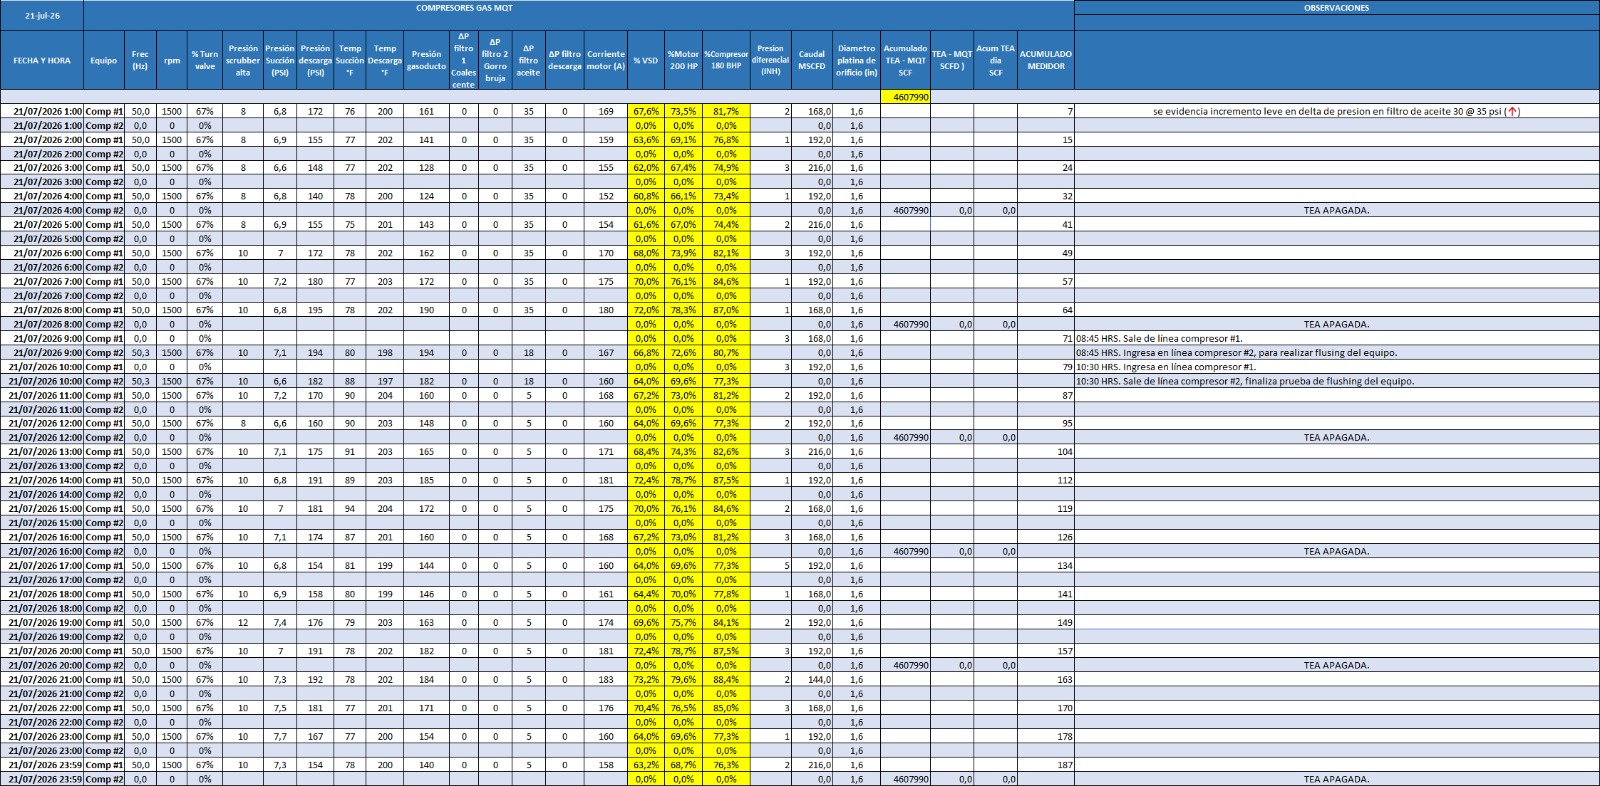 21-jul-26 COMPRESORES GAS MQT OBSERVACIONES
FECHA Y HORA Equipo Frec (Hz) rpm % Turn valve Presión scrubber alta Presión Succión (PSI) Presión descarga (PSI) Temp Succión °F Temp Descarga °F Presión gasoducto ΔP filtro 1 Coales cente ΔP filtro 2 Gorro bruja ΔP filtro aceite ΔP filtro descarga Corriente motor (A) % VSD %Motor 200 HP %Compresor 180 BHP Presion diferencial (INH) Caudal MSCFD Diametro platina de orificio (in) Acumulado TEA - MQT SCF TEA - MQT SCFD ) Acum TEA dia SCF ACUMULADO MEDIDOR
4607990
21/07/2026 1:00 Comp #1 50,0 1500 67% 8 6,8 172 76 200 161 0 0 35 0 169 67,6% 73,5% 81,7% 2 168,0 1,6 7 se evidencia incremento leve en delta de presion en filtro de aceite 30 @ 35 psi (↑)
21/07/2026 1:00 Comp #2 0,0 0 0% 0,0% 0,0% 0,0% 0,0 1,6
21/07/2026 2:00 Comp #1 50,0 1500 67% 8 6,9 155 77 202 141 0 0 35 0 159 63,6% 69,1% 76,8% 1 192,0 1,6 15
21/07/2026 2:00 Comp #2 0,0 0 0% 0,0% 0,0% 0,0% 0,0 1,6
21/07/2026 3:00 Comp #1 50,0 1500 67% 8 6,6 148 77 202 128 0 0 35 0 155 62,0% 67,4% 74,9% 3 216,0 1,6 24
21/07/2026 3:00 Comp #2 0,0 0 0% 0,0% 0,0% 0,0% 0,0 1,6
21/07/2026 4:00 Comp #1 50,0 1500 67% 8 6,8 140 78 200 124 0 0 35 0 152 60,8% 66,1% 73,4% 1 192,0 1,6 32
21/07/2026 4:00 Comp #2 0,0 0 0% 0,0% 0,0% 0,0% 0,0 1,6 4607990 0,0 0,0 TEA APAGADA.
21/07/2026 5:00 Comp #1 50,0 1500 67% 8 6,9 155 75 201 143 0 0 35 0 154 61,6% 67,0% 74,4% 2 216,0 1,6 41
21/07/2026 5:00 Comp #2 0,0 0 0% 0,0% 0,0% 0,0% 0,0 1,6
21/07/2026 6:00 Comp #1 50,0 1500 67% 10 7 172 78 202 162 0 0 35 0 170 68,0% 73,9% 82,1% 3 192,0 1,6 49
21/07/2026 6:00 Comp #2 0,0 0 0% 0,0% 0,0% 0,0% 0,0 1,6
21/07/2026 7:00 Comp #1 50,0 1500 67% 10 7,2 180 77 203 172 0 0 35 0 175 70,0% 76,1% 84,6% 1 192,0 1,6 57
21/07/2026 7:00 Comp #2 0,0 0 0% 0,0% 0,0% 0,0% 0,0 1,6
21/07/2026 8:00 Comp #1 50,0 1500 67% 10 6,8 195 78 202 190 0 0 35 0 180 72,0% 78,3% 87,0% 1 168,0 1,6 64
21/07/2026 8:00 Comp #2 0,0 0 0% 0,0% 0,0% 0,0% 0,0 1,6 4607990 0,0 0,0 TEA APAGADA.
21/07/2026 9:00 Comp #1 0,0 0 0% 0,0% 0,0% 0,0% 3 168,0 1,6 71 08:45 HRS. Sale de línea compresor #1.
21/07/2026 9:00 Comp #2 50,3 1500 67% 10 7,1 194 80 198 194 0 0 18 0 167 66,8% 72,6% 80,7% 0,0 1,6 08:45 HRS. Ingresa en línea compresor #2, para realizar flusing del equipo.
21/07/2026 10:00 Comp #1 0,0 0 0% 0,0% 0,0% 0,0% 3 192,0 1,6 79 10:30 HRS. Ingresa en línea compresor #1.
21/07/2026 10:00 Comp #2 50,3 1500 67% 10 6,6 182 88 197 182 0 0 18 0 160 64,0% 69,6% 77,3% 0,0 1,6 10:30 HRS. Sale de línea compresor #2, finaliza prueba de flushing del equipo.
21/07/2026 11:00 Comp #1 50,0 1500 67% 10 7,2 170 90 204 160 0 0 5 0 168 67,2% 73,0% 81,2% 2 192,0 1,6 87
21/07/2026 11:00 Comp #2 0,0 0 0% 0,0% 0,0% 0,0% 0,0 1,6
21/07/2026 12:00 Comp #1 50,0 1500 67% 8 6,6 160 90 203 148 0 0 5 0 160 64,0% 69,6% 77,3% 2 192,0 1,6 95
21/07/2026 12:00 Comp #2 0,0 0 0% 0,0% 0,0% 0,0% 0,0 1,6 4607990 0,0 0,0 TEA APAGADA.
21/07/2026 13:00 Comp #1 50,0 1500 67% 10 7,1 175 91 203 165 0 0 5 0 171 68,4% 74,3% 82,6% 3 216,0 1,6 104
21/07/2026 13:00 Comp #2 0,0 0 0% 0,0% 0,0% 0,0% 0,0 1,6
21/07/2026 14:00 Comp #1 50,0 1500 67% 10 6,8 191 89 203 185 0 0 5 0 181 72,4% 78,7% 87,5% 1 192,0 1,6 112
21/07/2026 14:00 Comp #2 0,0 0 0% 0,0% 0,0% 0,0% 0,0 1,6
21/07/2026 15:00 Comp #1 50,0 1500 67% 10 7 181 94 204 172 0 0 5 0 175 70,0% 76,1% 84,6% 2 168,0 1,6 119
21/07/2026 15:00 Comp #2 0,0 0 0% 0,0% 0,0% 0,0% 0,0 1,6
21/07/2026 16:00 Comp #1 50,0 1500 67% 10 7,1 174 87 201 160 0 0 5 0 168 67,2% 73,0% 81,2% 3 168,0 1,6 126
21/07/2026 16:00 Comp #2 0,0 0 0% 0,0% 0,0% 0,0% 0,0 1,6 4607990 0,0 0,0 TEA APAGADA.
21/07/2026 17:00 Comp #1 50,0 1500 67% 10 6,8 154 81 199 144 0 0 5 0 160 64,0% 69,6% 77,3% 5 192,0 1,6 134
21/07/2026 17:00 Comp #2 0,0 0 0% 0,0% 0,0% 0,0% 0,0 1,6
21/07/2026 18:00 Comp #1 50,0 1500 67% 10 6,9 158 80 199 146 0 0 5 0 161 64,4% 70,0% 77,8% 1 168,0 1,6 141
21/07/2026 18:00 Comp #2 0,0 0 0% 0,0% 0,0% 0,0% 0,0 1,6
21/07/2026 19:00 Comp #1 50,0 1500 67% 12 7,4 176 79 203 163 0 0 5 0 174 69,6% 75,7% 84,1% 2 192,0 1,6 149
21/07/2026 19:00 Comp #2 0,0 0 0% 0,0% 0,0% 0,0% 0,0 1,6
21/07/2026 20:00 Comp #1 50,0 1500 67% 10 7 191 78 202 182 0 0 5 0 181 72,4% 78,7% 87,5% 3 192,0 1,6 157
21/07/2026 20:00 Comp #2 0,0 0 0% 0,0% 0,0% 0,0% 0,0 1,6 4607990 0,0 0,0 TEA APAGADA.
21/07/2026 21:00 Comp #1 50,0 1500 67% 10 7,3 192 78 202 184 0 0 5 0 183 73,2% 79,6% 88,4% 2 144,0 1,6 163
21/07/2026 21:00 Comp #2 0,0 0 0% 0,0% 0,0% 0,0% 0,0 1,6
21/07/2026 22:00 Comp #1 50,0 1500 67% 10 7,5 181 77 201 171 0 0 5 0 176 70,4% 76,5% 85,0% 3 168,0 1,6 170
21/07/2026 22:00 Comp #2 0,0 0 0% 0,0% 0,0% 0,0% 0,0 1,6
21/07/2026 23:00 Comp #1 50,0 1500 67% 10 7,7 167 77 200 154 0 0 5 0 160 64,0% 69,6% 77,3% 1 192,0 1,6 178
21/07/2026 23:00 Comp #2 0,0 0 0% 0,0% 0,0% 0,0% 0,0 1,6
21/07/2026 23:59 Comp #1 50,0 1500 67% 10 7,3 154 78 200 140 0 0 5 0 158 63,2% 68,7% 76,3% 2 216,0 1,6 187
21/07/2026 23:59 Comp #2 0,0 0 0% 0,0% 0,0% 0,0% 0,0 1,6 4607990 0,0 0,0 TEA APAGADA.